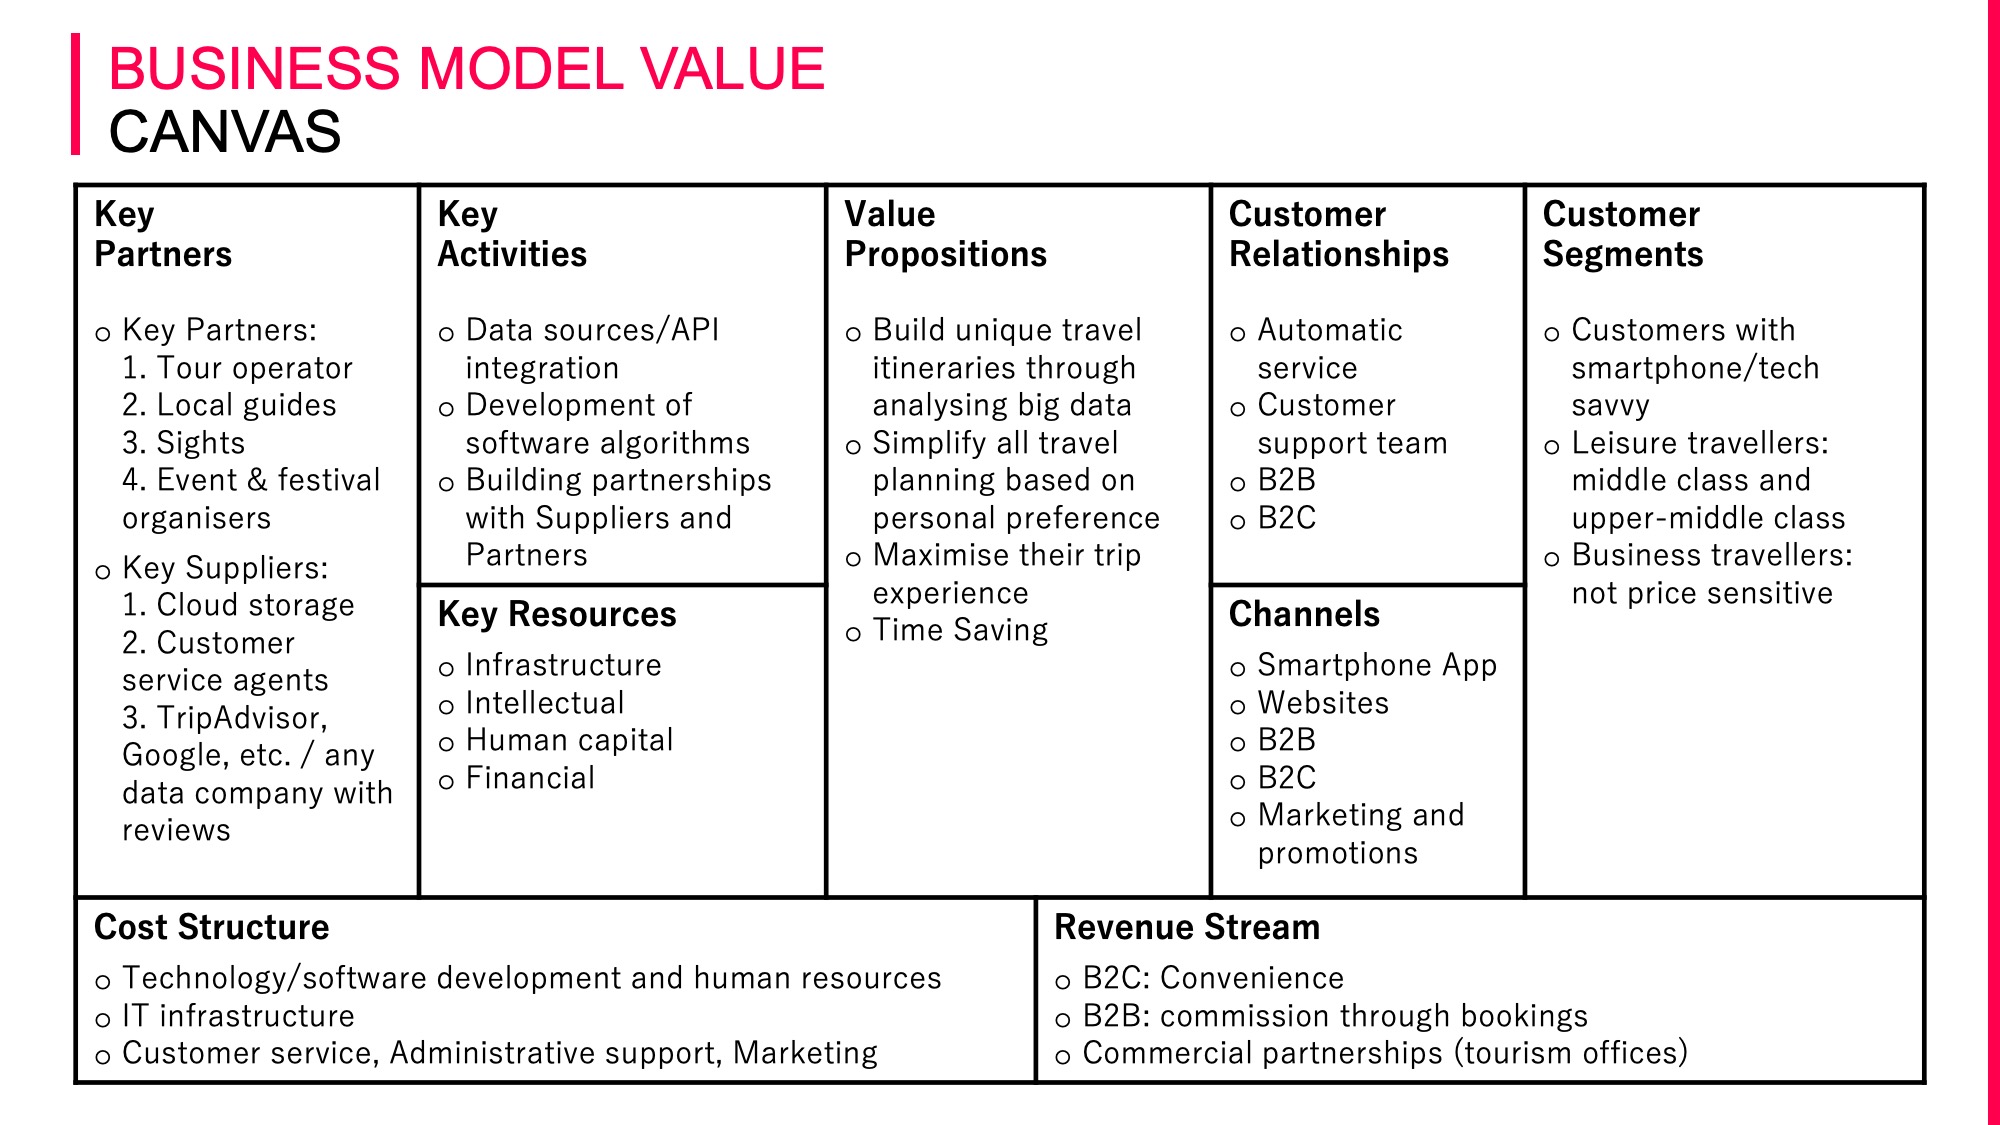 BUSINESS MODEL VALUE
CANVAS
Key
Partners
o Key Partners:
1. Tour operator
2. Local guides
3. Sights
4. Event & festival
organisers
o Key Suppliers:
1. Cloud storage
2. Customer
service agents
3. TripAdvisor,
Google, etc. / any
data company with
reviews
Key
Activities
o Data sources/API
integration
o Development of
software algorithms
o Building partnerships
with Suppliers and
Partners
Key Resources
o Infrastructure
o Intellectual
o Human capital
o Financial
Value
Propositions
o Build unique travel
itineraries through
analysing big data
o Simplify all travel
planning based on
personal preference
o Maximise their trip
experience
o Time Saving
Customer
Relationships
o Automatic
service
o Customer
support team
o B2B
o B2C
Channels
o Smartphone App
o Websites
o B2B
o B2C
o Marketing and
promotions
Customer
Segments
o Customers with
smartphone/tech
savvy
o Leisure travellers:
middle class and
upper-middle class
o Business travellers:
not price sensitive
Cost Structure
o Technology/software development and human resources
o IT infrastructure
o Customer service, Administrative support, Marketing
Revenue Stream
o B2C: Convenience
o B2B: commission through bookings
o Commercial partnerships (tourism offices)